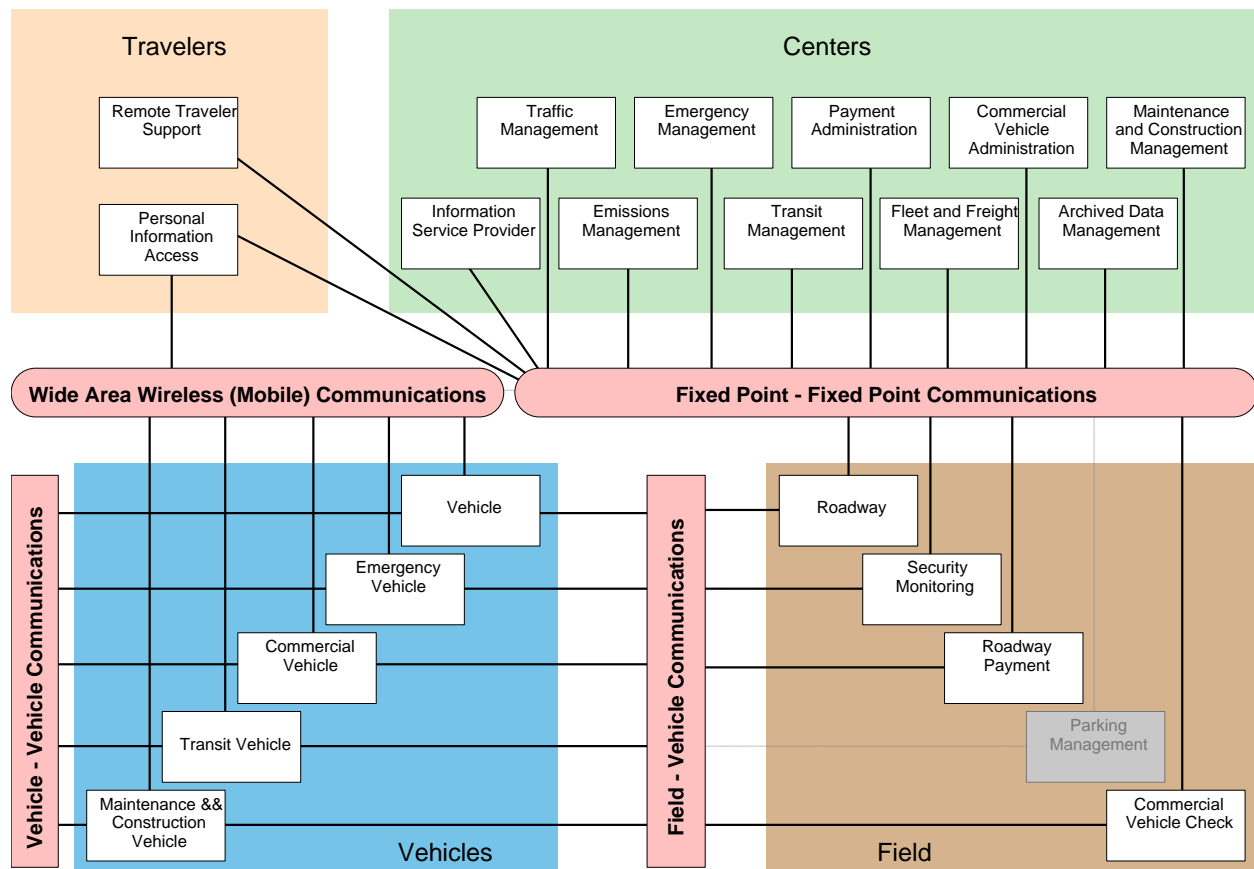 Travelers
Centers
Remote Traveler
Support
Traffic
Management
Emergency
Management
Payment
Administration
Commercial
Vehicle
Administration
Maintenance
and Construction
Management
Personal
Information
Access
Information
Service Provider
Emissions
Management
Transit
Management
Fleet and Freight
Management
Archived Data
Management
Wide Area Wireless (Mobile) Communications
Fixed Point - Fixed Point Communications
Vehicle - Vehicle Communications
Vehicle
Emergency
Vehicle
Commercial
Vehicle
Transit Vehicle
Maintenance &&
Construction
Vehicle
Vehicles
Field - Vehicle Communications
Roadway
Security
Monitoring
Roadway
Payment
Parking
Management
Commercial
Vehicle Check
Field